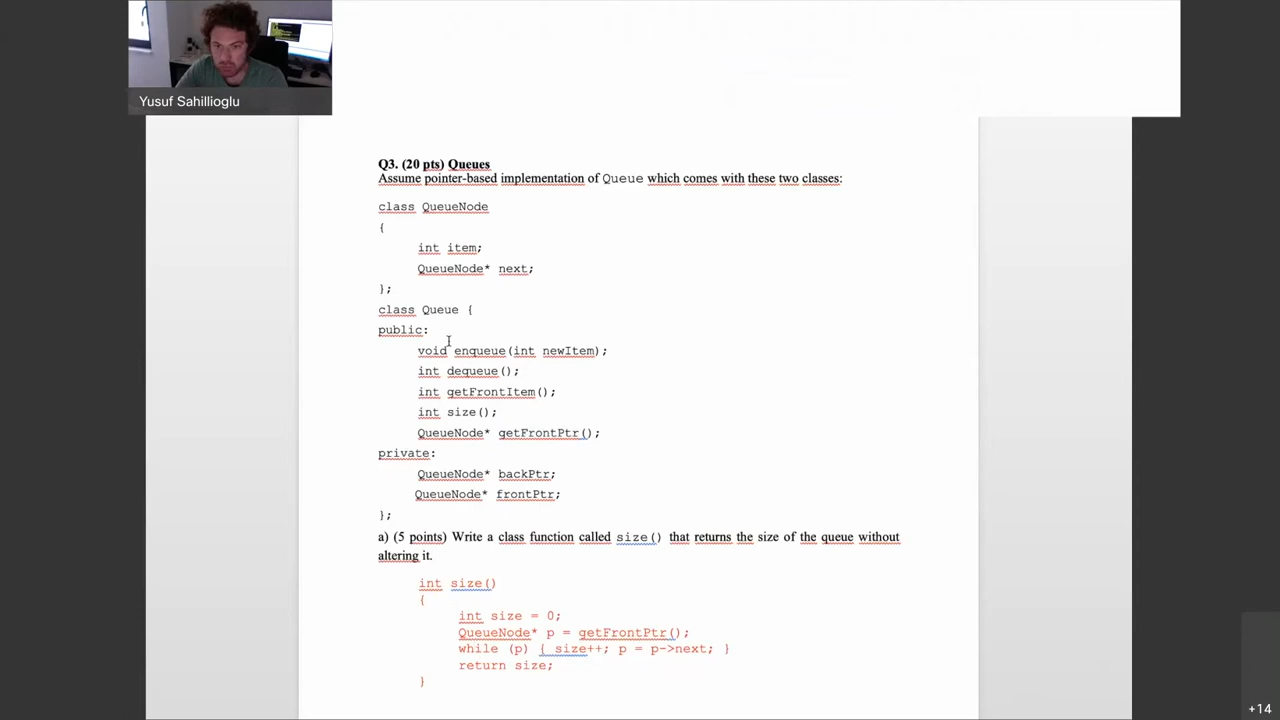 Yusuf Sahillioglu
Q3. (20 pts) Queues
Assume pointer-based implementation of Queue which comes with these two classes:
class QueueNode
{
int item;
QueueNode* next;
};
class Queue {
public:
void enqueue(int newItem);
int dequeue();
int getFrontItem();
int size();
QueueNode* getFrontPtr();
private:
QueueNode* backPtr;
QueueNode* frontPtr;
};
a) (5 points) Write a class function called size() that returns the size of the queue without
altering it.
int size()
{
int size = 0;
QueueNode* p = getFrontPtr();
while (p) { size++; p = p->next; }
return size;
}
+14